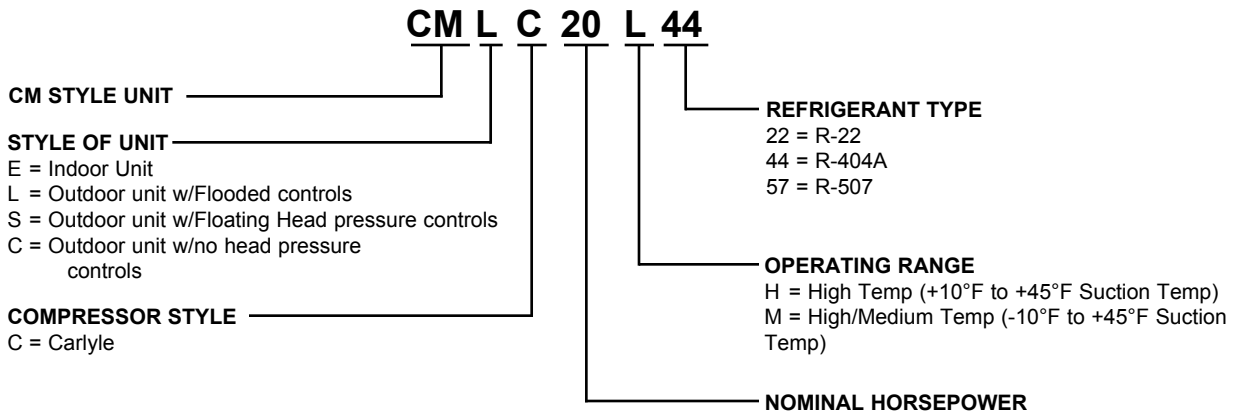 CM L C 20 L 44
CM STYLE UNIT
STYLE OF UNIT
E = Indoor Unit
L = Outdoor unit w/Flooded controls
S = Outdoor unit w/Floating Head pressure controls
C = Outdoor unit w/no head pressure
controls
COMPRESSOR STYLE
C = Carlyle
REFRIGERANT TYPE
22 = R-22
44 = R-404A
57 = R-507
OPERATING RANGE
H = High Temp (+10°F to +45°F Suction Temp)
M = High/Medium Temp (-10°F to +45°F Suction
Temp)
NOMINAL HORSEPOWER